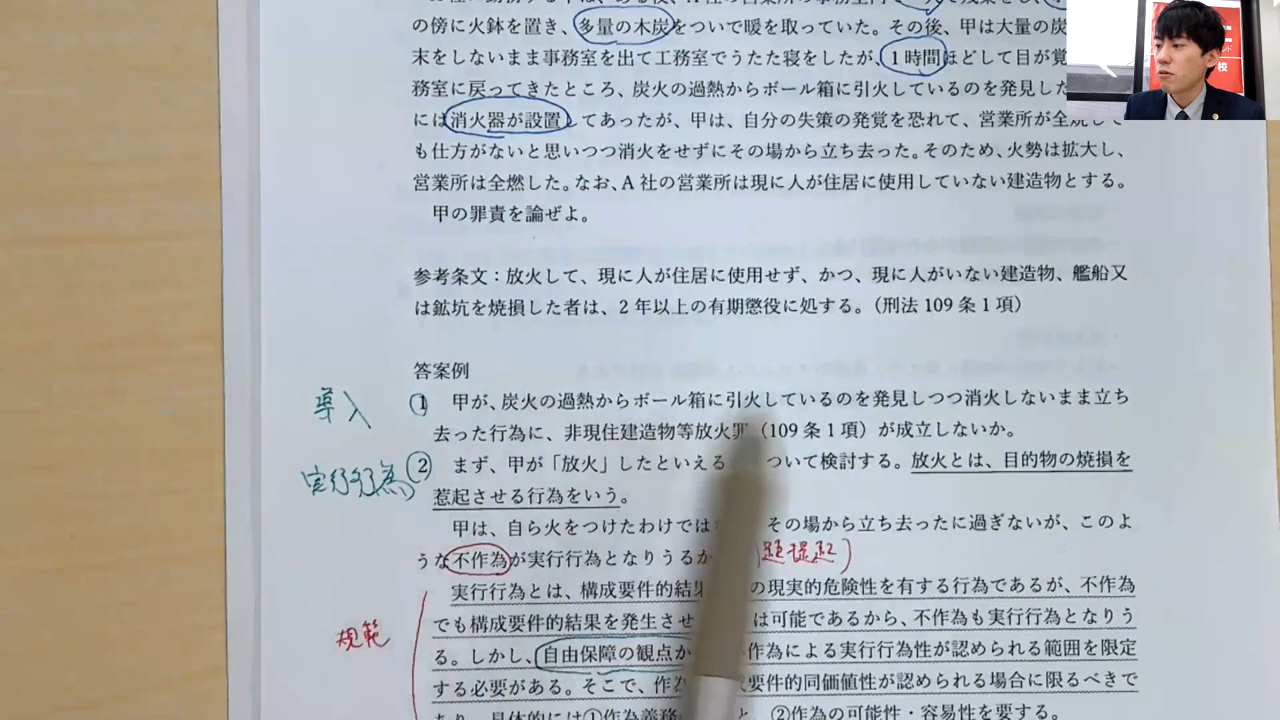 の傍に火鉢を置き、多量の木炭をついで暖を取っていた。その後、甲は大量の炭
末をしないまま事務室を出て工務室でうたた寝をしたが、1時間ほどして目が覚
務室に戻ってきたところ、炭火の過熱からボール箱に引火しているのを発見した
には消火器が設置してあったが、甲は、自分の失策の発覚を恐れて、営業所が全焼して
も仕方がないと思いつつ消火をせずにその場から立ち去った。そのため、火勢は拡大し、
営業所は全燃した。なお、A社の営業所は現に人が住居に使用していない建造物とする。
甲の罪責を論ぜよ。
参考条文：放火して、現に人が住居に使用せず、かつ、現に人がいない建造物、艦船又
は鉱坑を焼損した者は、2年以上の有期懲役に処する。（刑法109条1項）
答案例
導入 ① 甲が、炭火の過熱からボール箱に引火しているのを発見しつつ消火しないまま立ち
去った行為に、非現住建造物等放火罪（109条1項）が成立しないか。
実行行為 ② まず、甲が「放火」したといえる ついて検討する。放火とは、目的物の焼損を
惹起させる行為をいう。
甲は、自ら火をつけたわけでは その場から立ち去ったに過ぎないが、このよ
うな不作為が実行行為となりうるか 題提起)
実行行為とは、構成要件的結果 の現実的危険性を有する行為であるが、不作為
でも構成要件的結果を発生させ は可能であるから、不作為も実行行為となりう
規範 る。しかし、自由保障の観点か 作為による実行行為性が認められる範囲を限定
する必要がある。そこで、作為 要件的同価値性が認められる場合に限るべきで
あり、具体的には①作為義務 と、②作為の可能性・容易性を要する。